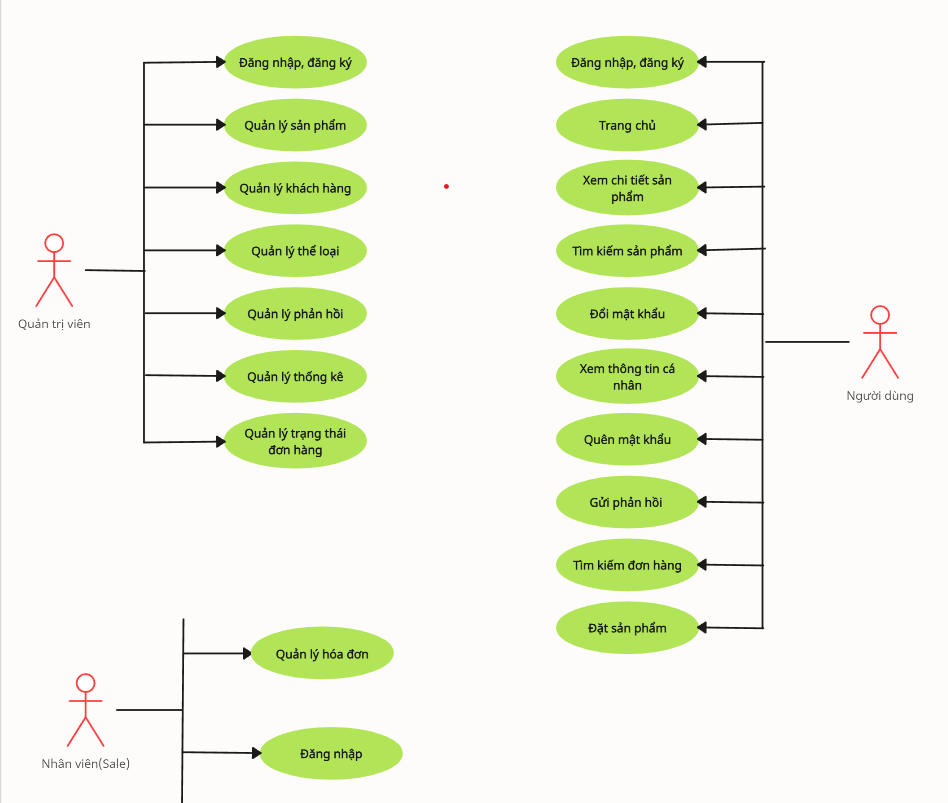 Đăng nhập, đăng ký
Quản lý sản phẩm
Quản lý khách hàng
Quản lý thể loại
Quản lý phản hồi
Quản lý thống kê
Quản lý trạng thái
đơn hàng
Quản trị viên
Đăng nhập, đăng ký
Trang chủ
Xem chi tiết sản
phẩm
Tìm kiếm sản phẩm
Đổi mật khẩu
Xem thông tin cá
nhân
Quên mật khẩu
Gửi phản hồi
Tìm kiếm đơn hàng
Đặt sản phẩm
Người dùng
Quản lý hóa đơn
Đăng nhập
Nhân viên(Sale)